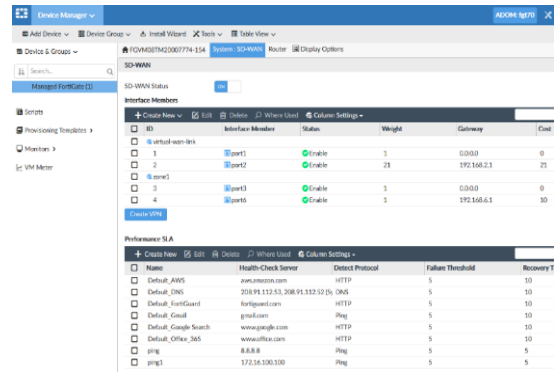 Device Manager
ADOM: fgt70
Add Device Device Group Install Wizard Tools Table View
Device & Groups
FGVM08TM20007774-154 System : SD-WAN Router Display Options
Search...
SD-WAN
Managed FortiGate (1)
SD-WAN Status On
Interface Members
Scripts
+ Create New Edit Delete Where Used Column Settings
Provisioning Templates
ID Interface Member Status Weight Gateway Cost
Monitors
virtual-wan-link
1 port1 Enable 1 0.0.0.0 0
VM Meter
2 port2 Enable 21 192.168.2.1 21
zone1
3 port3 Enable 1 0.0.0.0 0
4 port6 Enable 1 192.168.6.1 10
Create VPN
Performance SLA
+ Create New Edit Delete Where Used Column Settings
Name Health-Check Server Detect Protocol Failure Threshold Recovery T
Default_AWS aws.amazon.com HTTP 5 10
Default_DNS 208.91.112.53, 208.91.112.52 (Sy DNS 5 10
Default_FortiGuard fortiguard.com HTTP 5 10
Default_Gmail gmail.com Ping 5 10
Default_Google Search www.google.com HTTP 5 10
Default_Office_365 www.office.com HTTP 5 10
ping 8.8.8.8 Ping 5 5
ping1 172.16.100.100 Ping 5 5